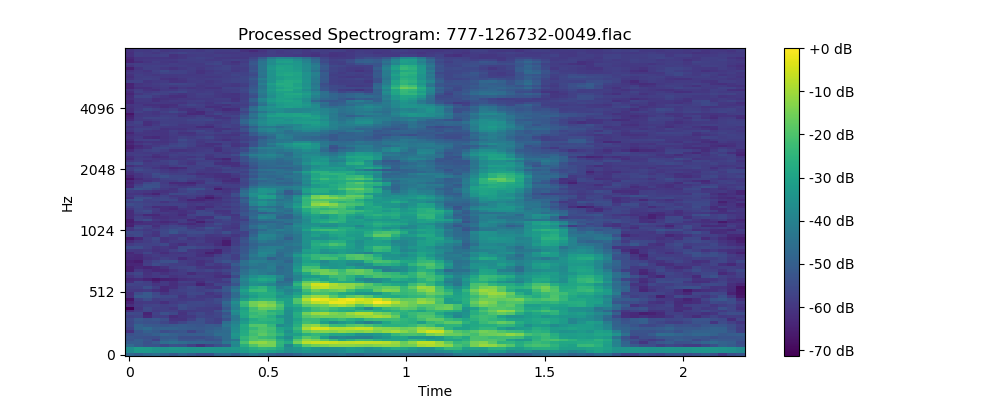 Processed Spectrogram: 777-126732-0049.flac
Hz
4096
2048
1024
512
0
0
0.5
1
1.5
2
Time
+0 dB
-10 dB
-20 dB
-30 dB
-40 dB
-50 dB
-60 dB
-70 dB